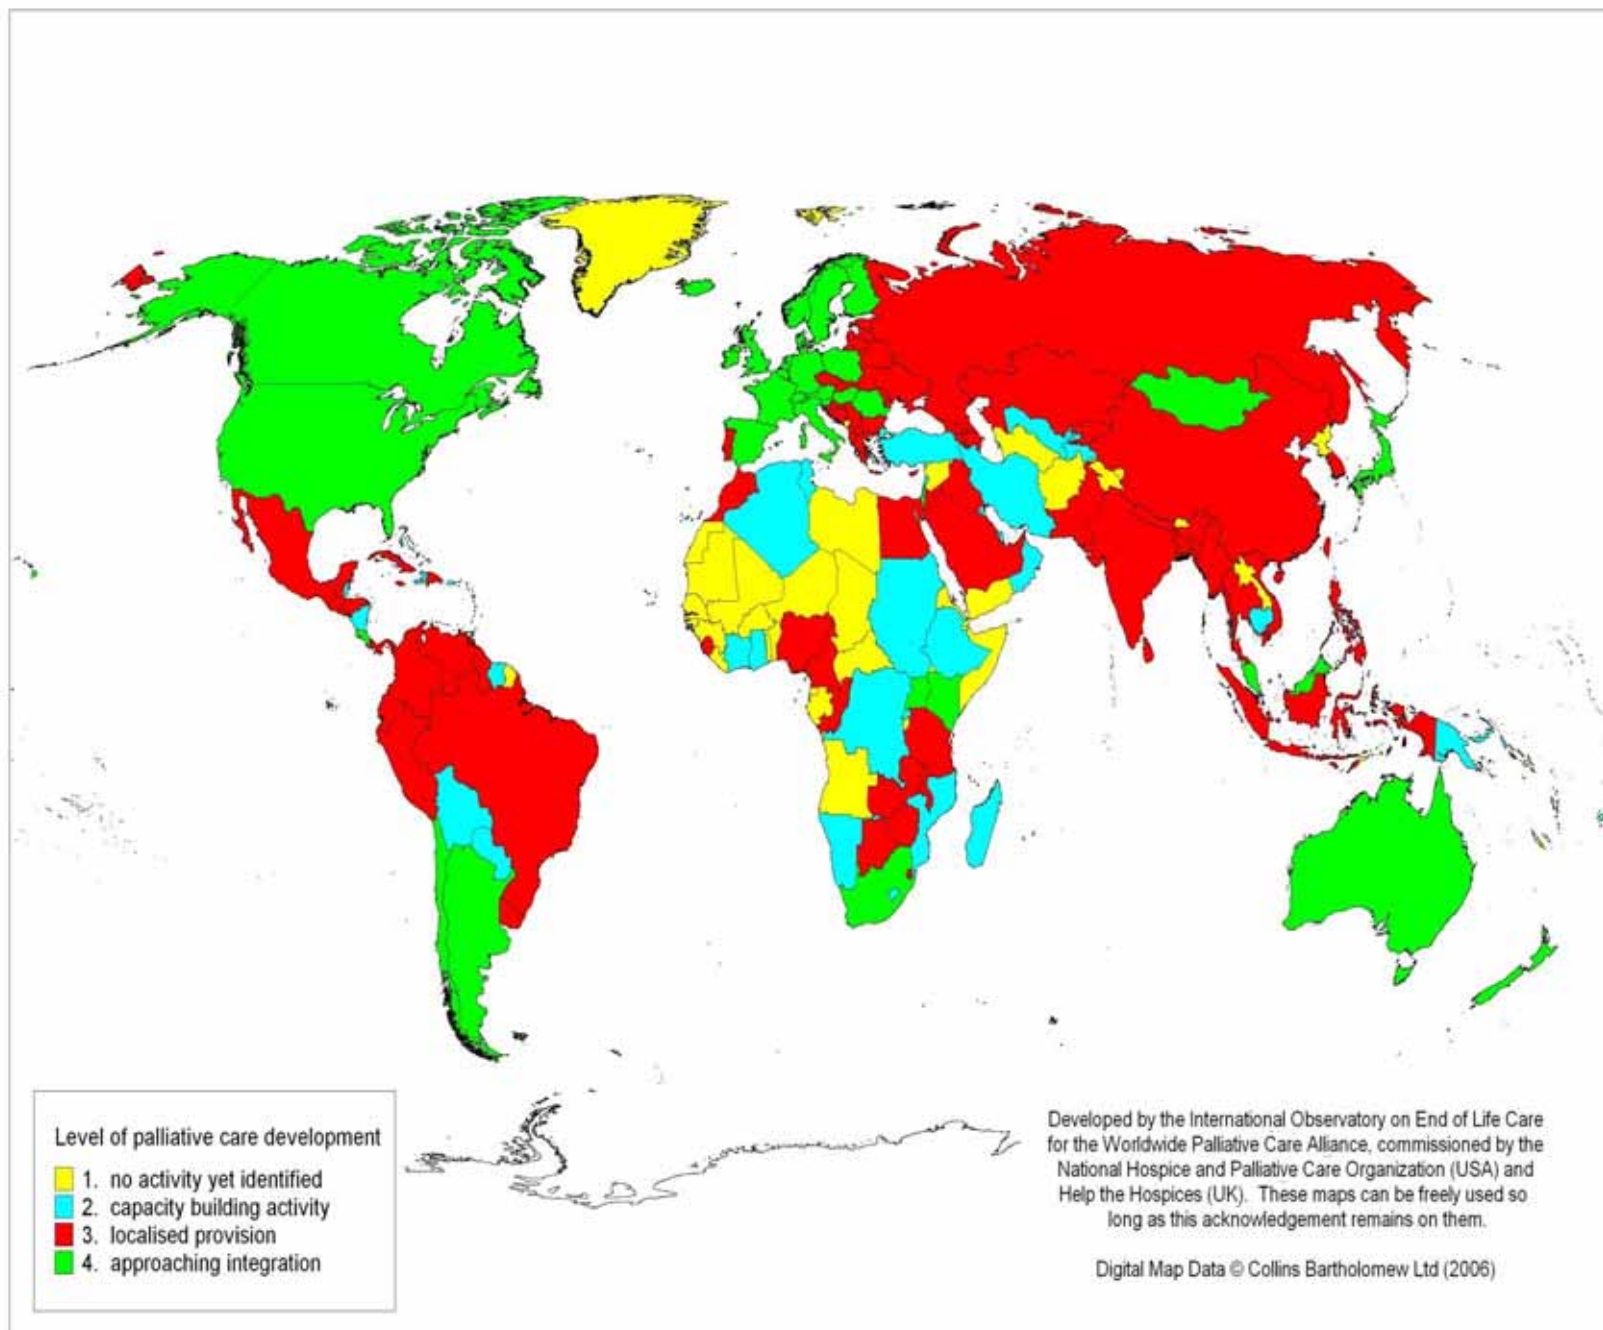 Level of palliative care development
1. no activity yet identified
2. capacity building activity
3. localised provision
4. approaching integration
Developed by the International Observatory on End of Life Care
for the Worldwide Palliative Care Alliance, commissioned by the
National Hospice and Palliative Care Organization (USA) and
Help the Hospices (UK). These maps can be freely used so
long as this acknowledgement remains on them.
Digital Map Data © Collins Bartholomew Ltd (2006)